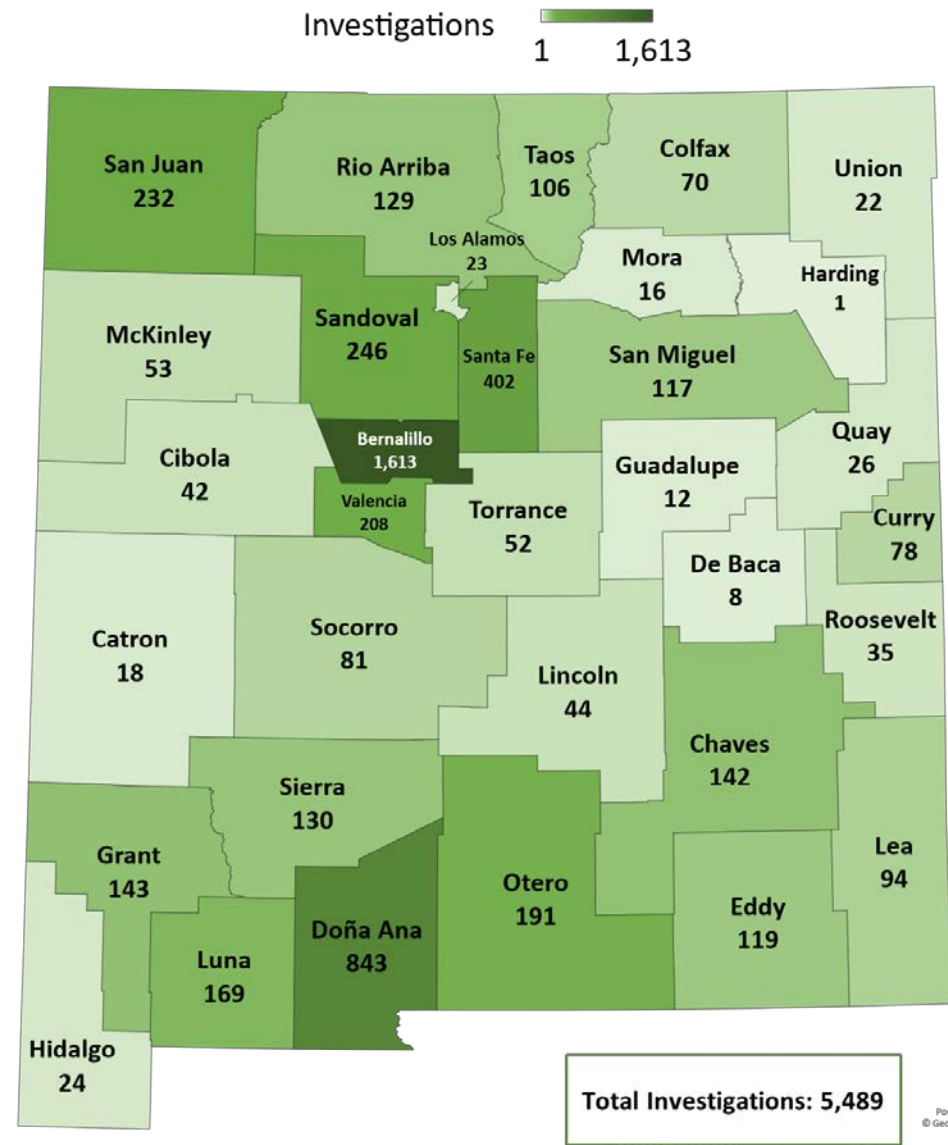 Investigations
1 1,613
San Juan
232
Rio Arriba
129
Taos
106
Colfax
70
Union
22
Los Alamos
23
Mora
16
Harding
1
McKinley
53
Sandoval
246
Santa Fe
402
San Miguel
117
Quay
26
Cibola
42
Bernalillo
1,613
Valencia
208
Torrance
52
Guadalupe
12
Curry
78
De Baca
8
Roosevelt
35
Catron
18
Socorro
81
Lincoln
44
Chaves
142
Sierra
130
Grant
143
Otero
191
Lea
94
Eddy
119
Doña Ana
843
Luna
169
Hidalgo
24
Total Investigations: 5,489